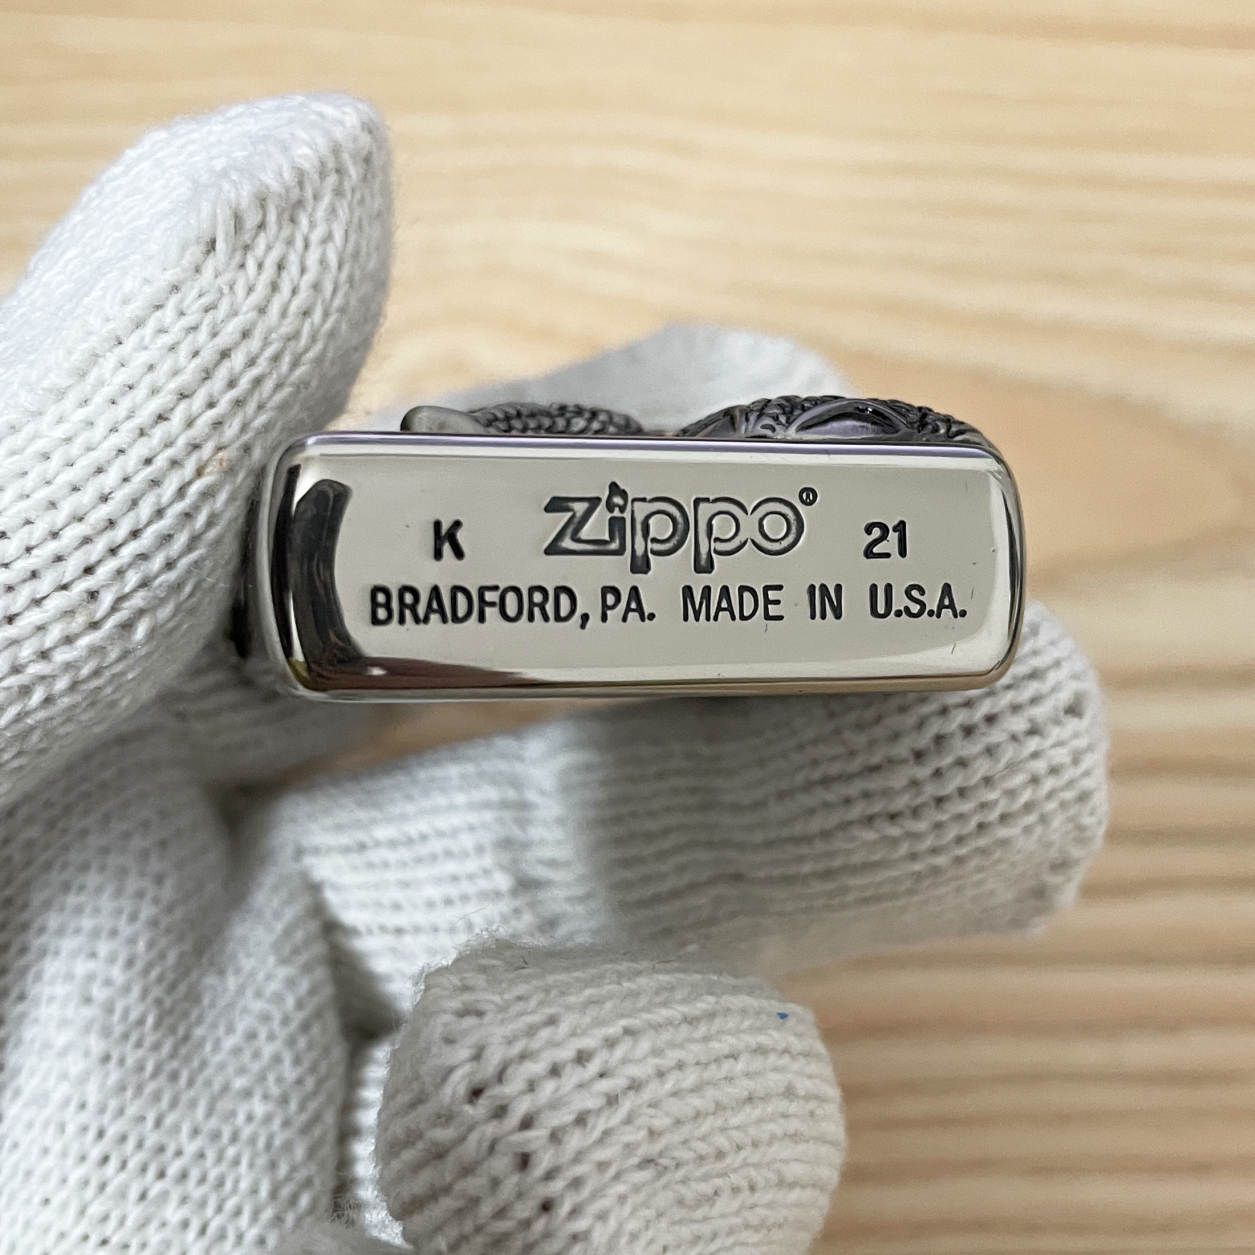 K zippo® 21
BRADFORD, PA. MADE IN U.S.A.